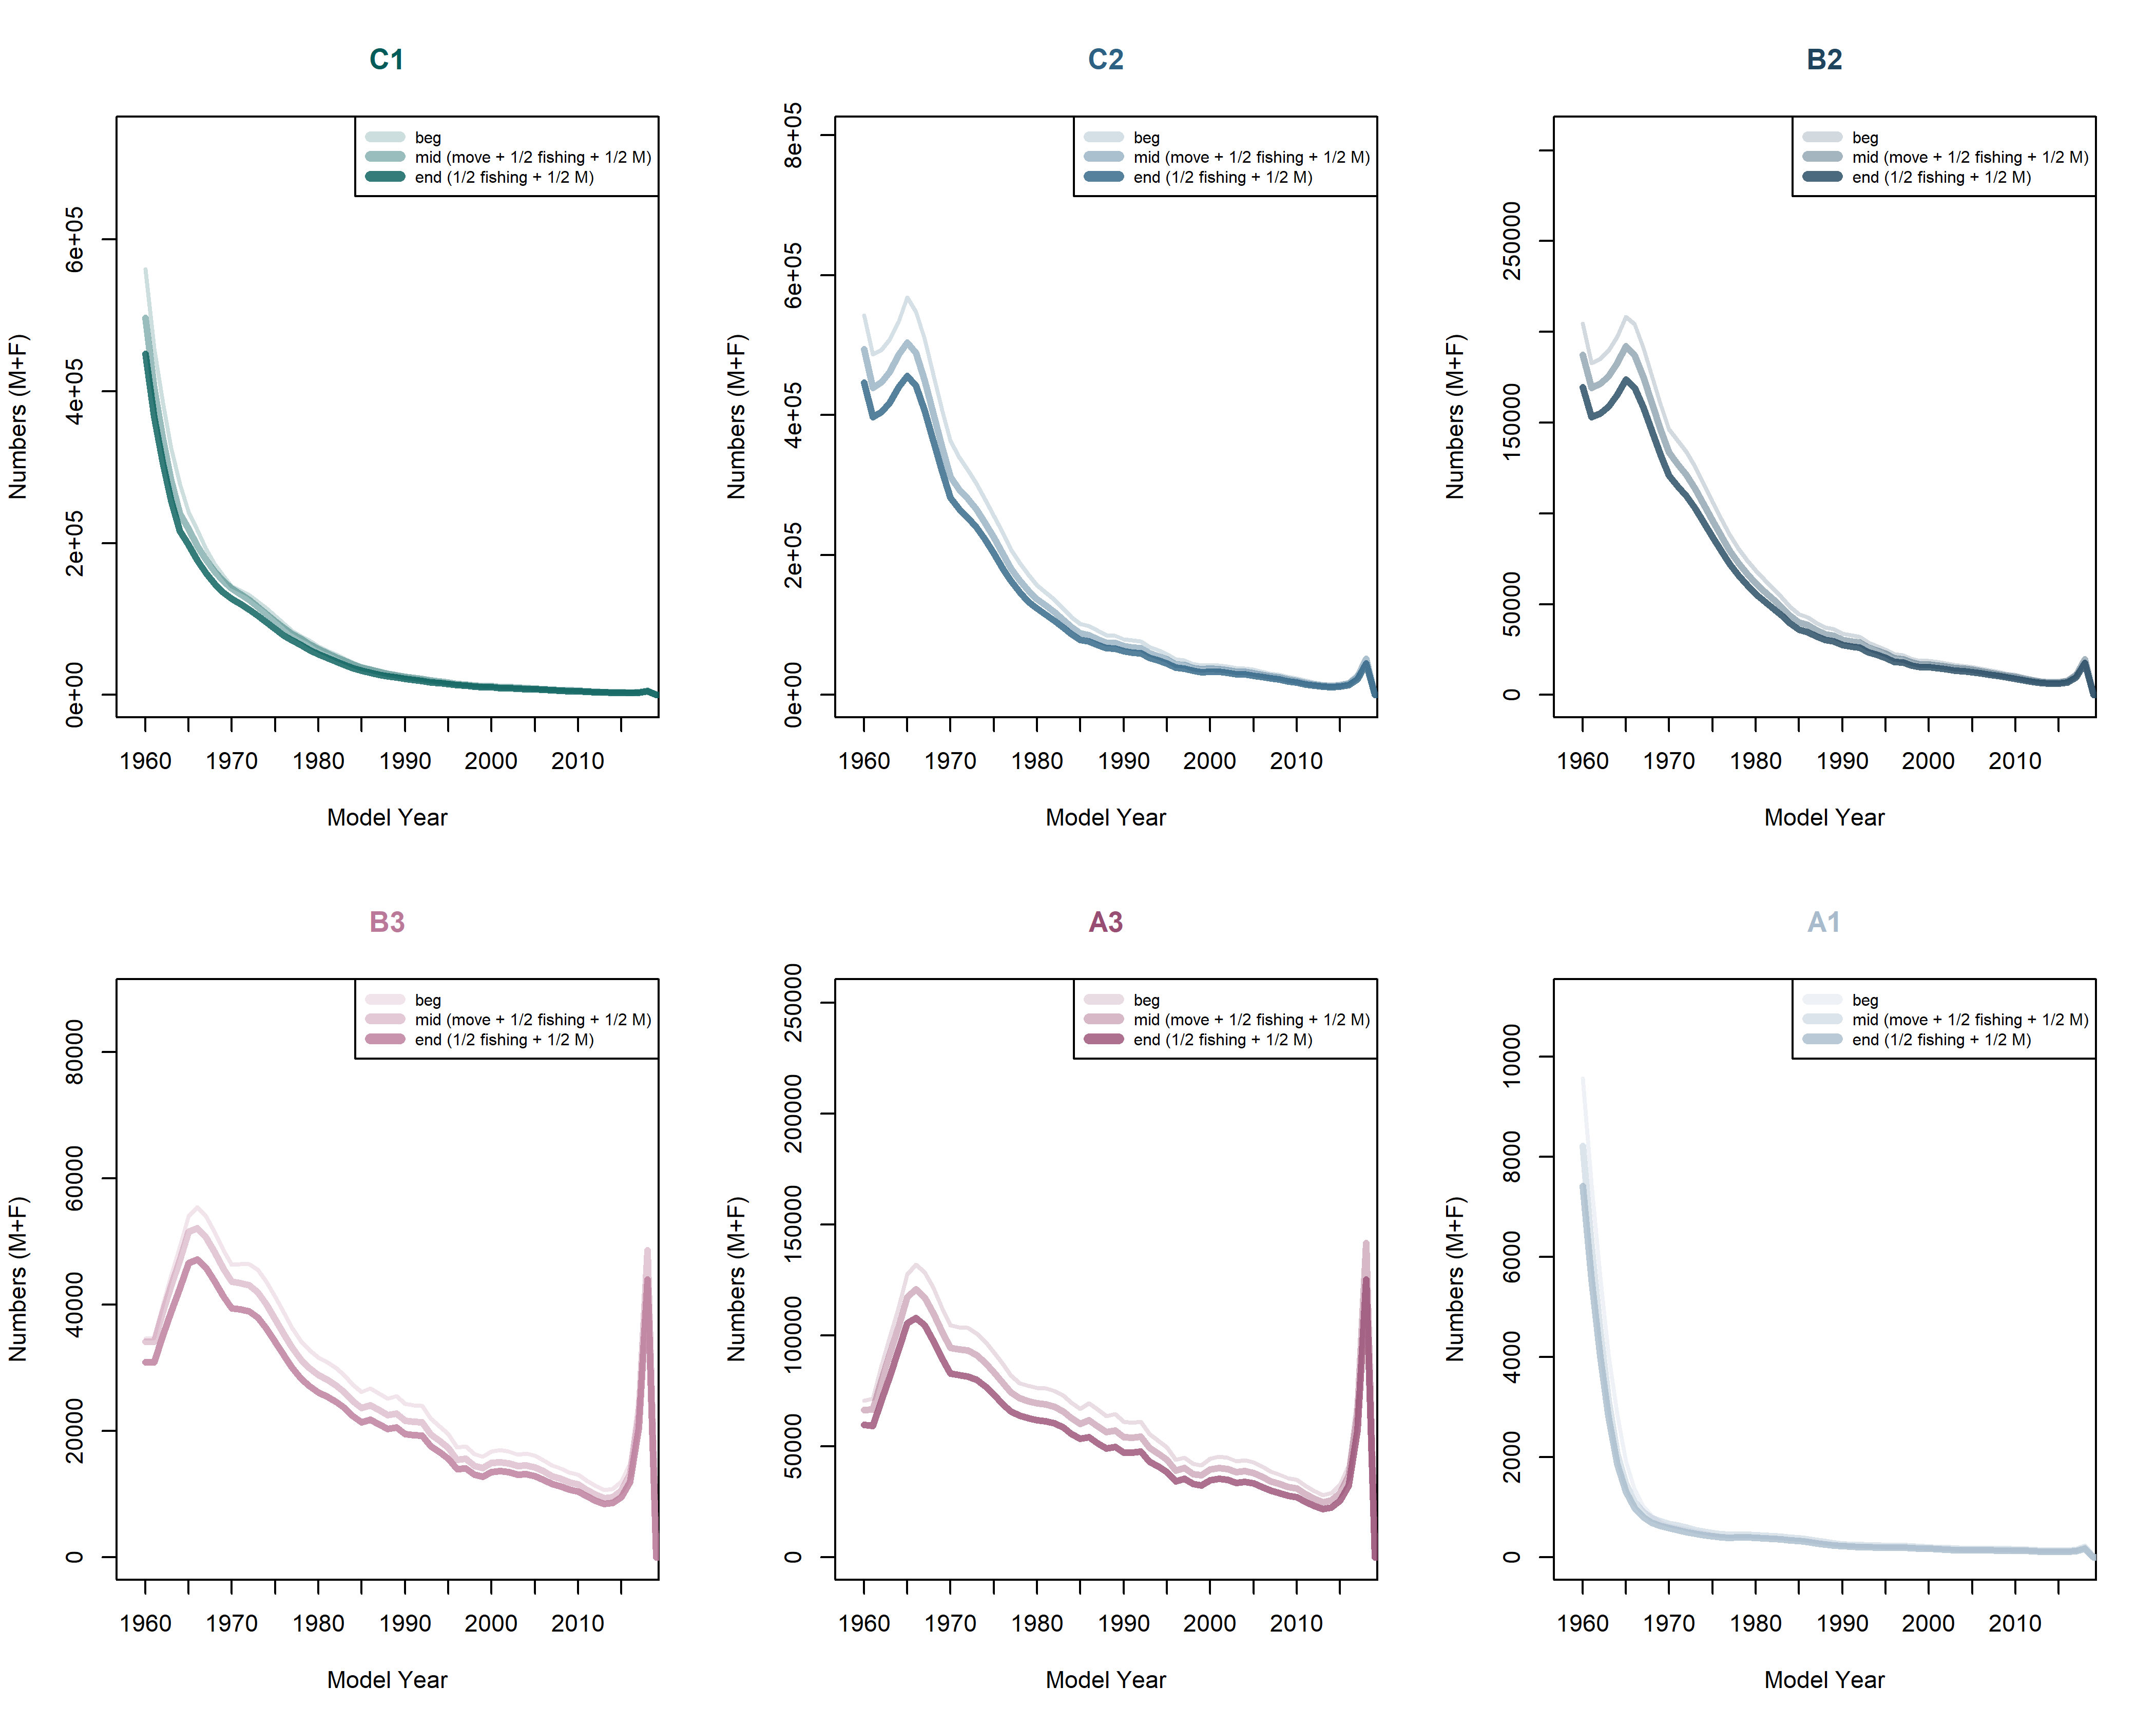 C1
beg
mid (move + 1/2 fishing + 1/2 M)
end (1/2 fishing + 1/2 M)
Numbers (M+F)
0e+00
2e+05
4e+05
6e+05
1960
1970
1980
1990
2000
2010
Model Year
C2
beg
mid (move + 1/2 fishing + 1/2 M)
end (1/2 fishing + 1/2 M)
Numbers (M+F)
0e+00
2e+05
4e+05
6e+05
8e+05
1960
1970
1980
1990
2000
2010
Model Year
B2
beg
mid (move + 1/2 fishing + 1/2 M)
end (1/2 fishing + 1/2 M)
Numbers (M+F)
0
50000
150000
250000
1960
1970
1980
1990
2000
2010
Model Year
B3
beg
mid (move + 1/2 fishing + 1/2 M)
end (1/2 fishing + 1/2 M)
Numbers (M+F)
0
20000
40000
60000
80000
1960
1970
1980
1990
2000
2010
Model Year
A3
beg
mid (move + 1/2 fishing + 1/2 M)
end (1/2 fishing + 1/2 M)
Numbers (M+F)
0
50000
100000
150000
200000
250000
1960
1970
1980
1990
2000
2010
Model Year
A1
beg
mid (move + 1/2 fishing + 1/2 M)
end (1/2 fishing + 1/2 M)
Numbers (M+F)
0
2000
4000
6000
8000
10000
1960
1970
1980
1990
2000
2010
Model Year